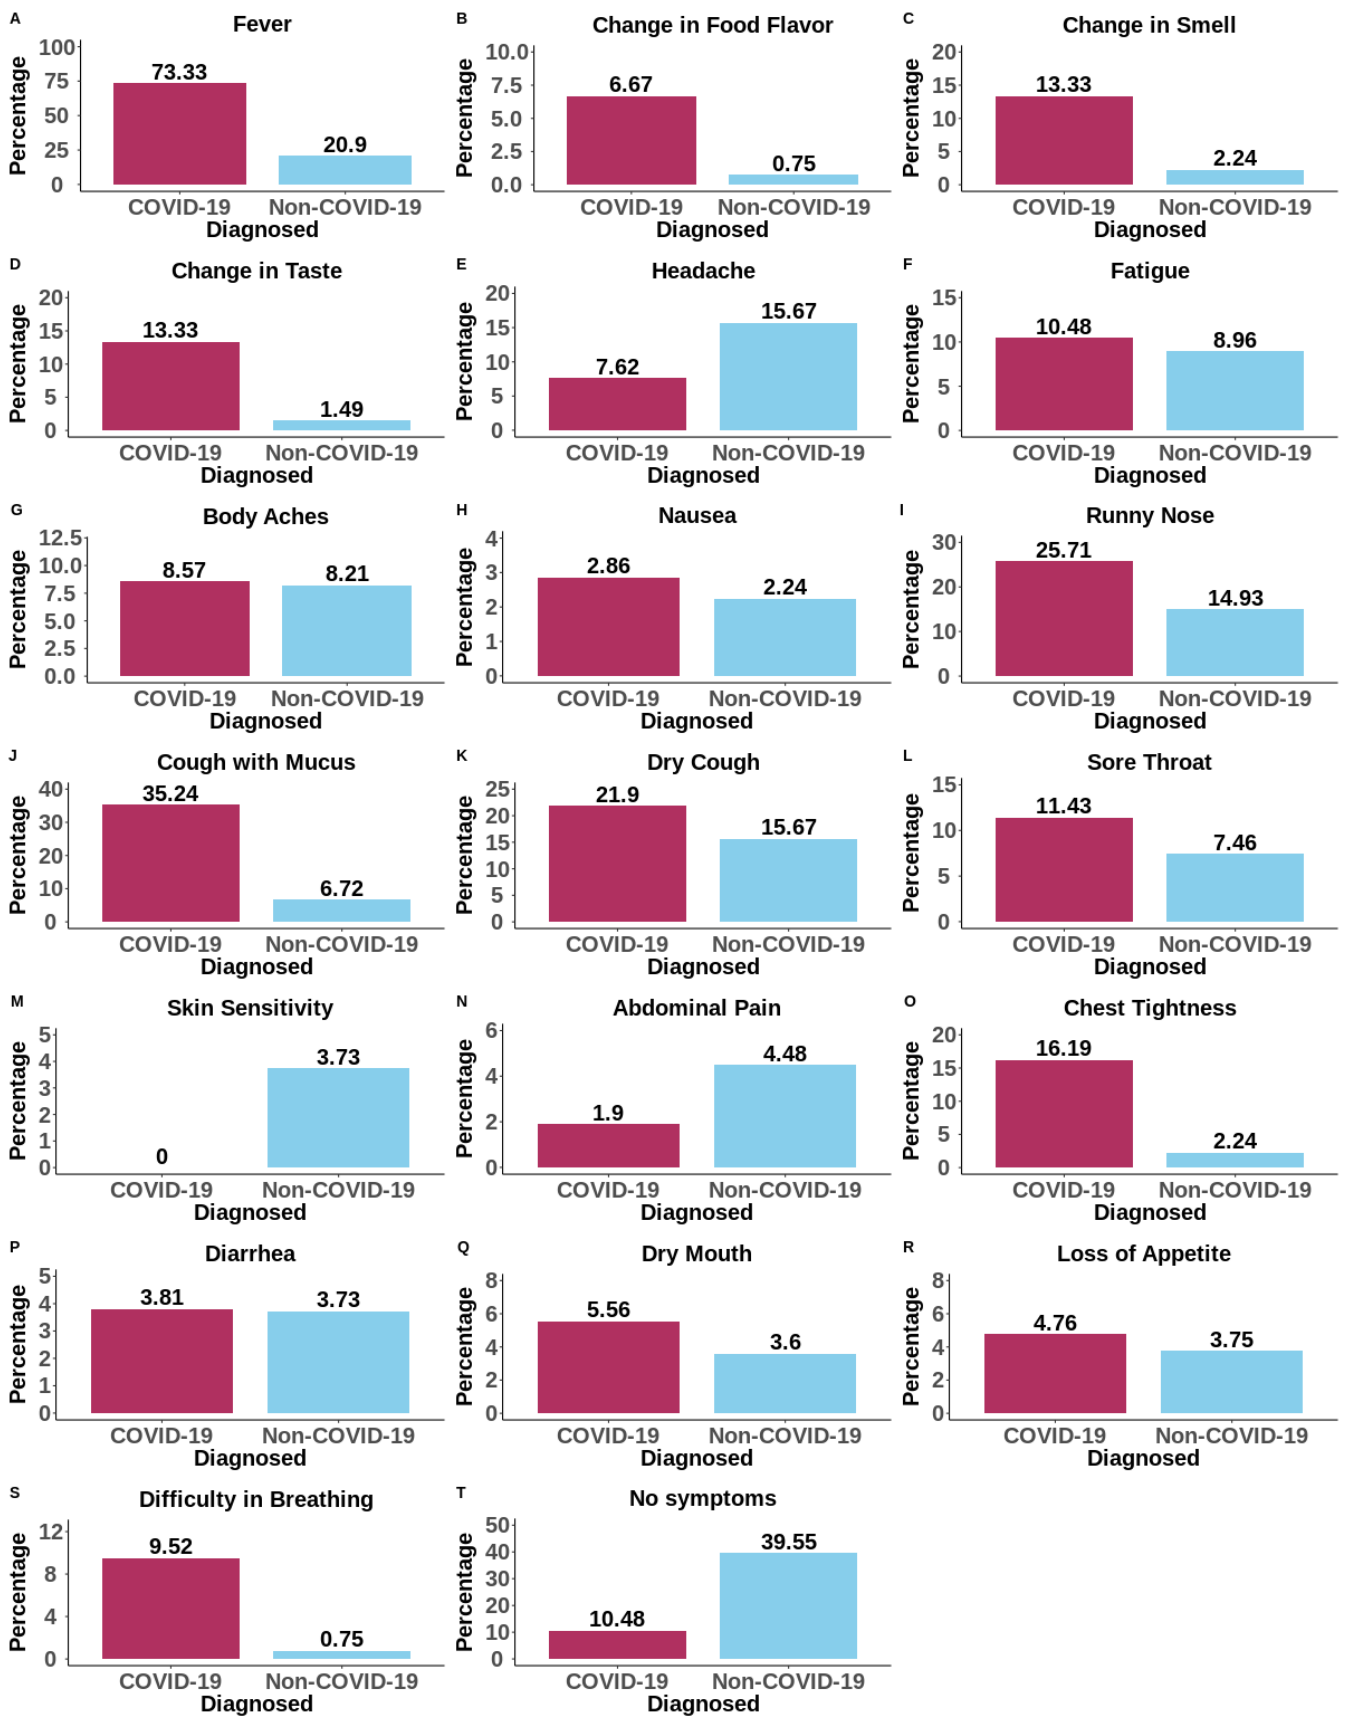 A
Fever
Percentage
100
75
50
25
0
73.33
20.9
COVID-19 Non-COVID-19
Diagnosed
B
Change in Food Flavor
Percentage
10.0
7.5
5.0
2.5
0.0
6.67
0.75
COVID-19 Non-COVID-19
Diagnosed
C
Change in Smell
Percentage
20
15
10
5
0
13.33
2.24
COVID-19 Non-COVID-19
Diagnosed
D
Change in Taste
Percentage
20
15
10
5
0
13.33
1.49
COVID-19 Non-COVID-19
Diagnosed
E
Headache
Percentage
20
15
10
5
0
7.62
15.67
COVID-19 Non-COVID-19
Diagnosed
F
Fatigue
Percentage
15
10
5
0
10.48
8.96
COVID-19 Non-COVID-19
Diagnosed
G
Body Aches
Percentage
12.5
10.0
7.5
5.0
2.5
0.0
8.57
8.21
COVID-19 Non-COVID-19
Diagnosed
H
Nausea
Percentage
4
3
2
1
0
2.86
2.24
COVID-19 Non-COVID-19
Diagnosed
I
Runny Nose
Percentage
30
20
10
0
25.71
14.93
COVID-19 Non-COVID-19
Diagnosed
J
Cough with Mucus
Percentage
40
30
20
10
0
35.24
6.72
COVID-19 Non-COVID-19
Diagnosed
K
Dry Cough
Percentage
25
20
15
10
5
0
21.9
15.67
COVID-19 Non-COVID-19
Diagnosed
L
Sore Throat
Percentage
15
10
5
0
11.43
7.46
COVID-19 Non-COVID-19
Diagnosed
M
Skin Sensitivity
Percentage
5
4
3
2
1
0
0
3.73
COVID-19 Non-COVID-19
Diagnosed
N
Abdominal Pain
Percentage
6
4
2
0
1.9
4.48
COVID-19 Non-COVID-19
Diagnosed
O
Chest Tightness
Percentage
20
15
10
5
0
16.19
2.24
COVID-19 Non-COVID-19
Diagnosed
P
Diarrhea
Percentage
5
4
3
2
1
0
3.81
3.73
COVID-19 Non-COVID-19
Diagnosed
Q
Dry Mouth
Percentage
8
6
4
2
0
5.56
3.6
COVID-19 Non-COVID-19
Diagnosed
R
Loss of Appetite
Percentage
8
6
4
2
0
4.76
3.75
COVID-19 Non-COVID-19
Diagnosed
S
Difficulty in Breathing
Percentage
12
8
4
0
9.52
0.75
COVID-19 Non-COVID-19
Diagnosed
T
No symptoms
Percentage
50
40
30
20
10
0
10.48
39.55
COVID-19 Non-COVID-19
Diagnosed